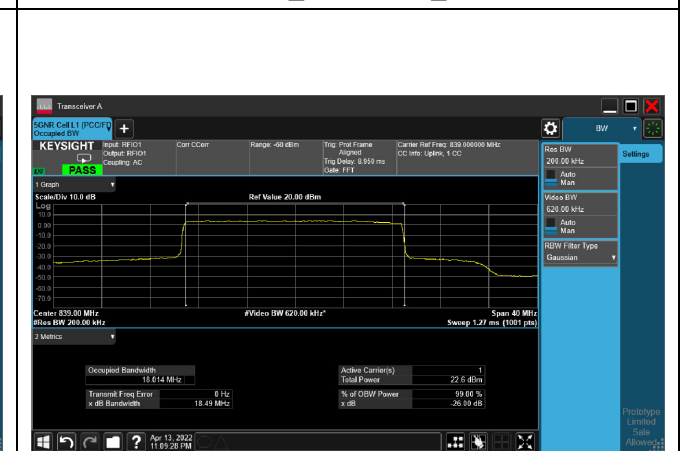 Transceiver A
5GNR Cell L1 (PCC/FD
Occupied BW
BW
KEYSIGHT
PASS
Input: RFIO1
Output: RFIO1
Coupling: AC
Corr CCorr
Range: -60 dBm
Trig: Prot Frame
Aligned
Trig Delay: 8.950 ms
Gate: FFT
Carrier Ref Freq: 839.000000 MHz
CC Info: Uplink, 1 CC
1 Graph
Scale/Div 10.0 dB
Ref Value 20.00 dBm
Log
10.0
0.00
-10.0
-20.0
-30.0
-40.0
-50.0
-60.0
-70.0
Center 839.00 MHz
#Video BW 620.00 kHz*
Span 40 MHz
#Res BW 200.00 kHz
Sweep 1.27 ms (1001 pts)
2 Metrics
Occupied Bandwidth
18.014 MHz
Transmit Freq Error 0 Hz
x dB Bandwidth 18.49 MHz
Active Carrier(s) 1
Total Power 22.6 dBm
% of OBW Power 99.00 %
x dB -26.00 dB
Res BW
200.00 kHz
Auto
Man
Video BW
620.00 kHz
Auto
Man
RBW Filter Type
Gaussian
Settings
Prototype
Limited
Sale
Allowed
Apr 13, 2022
11:09:28 PM